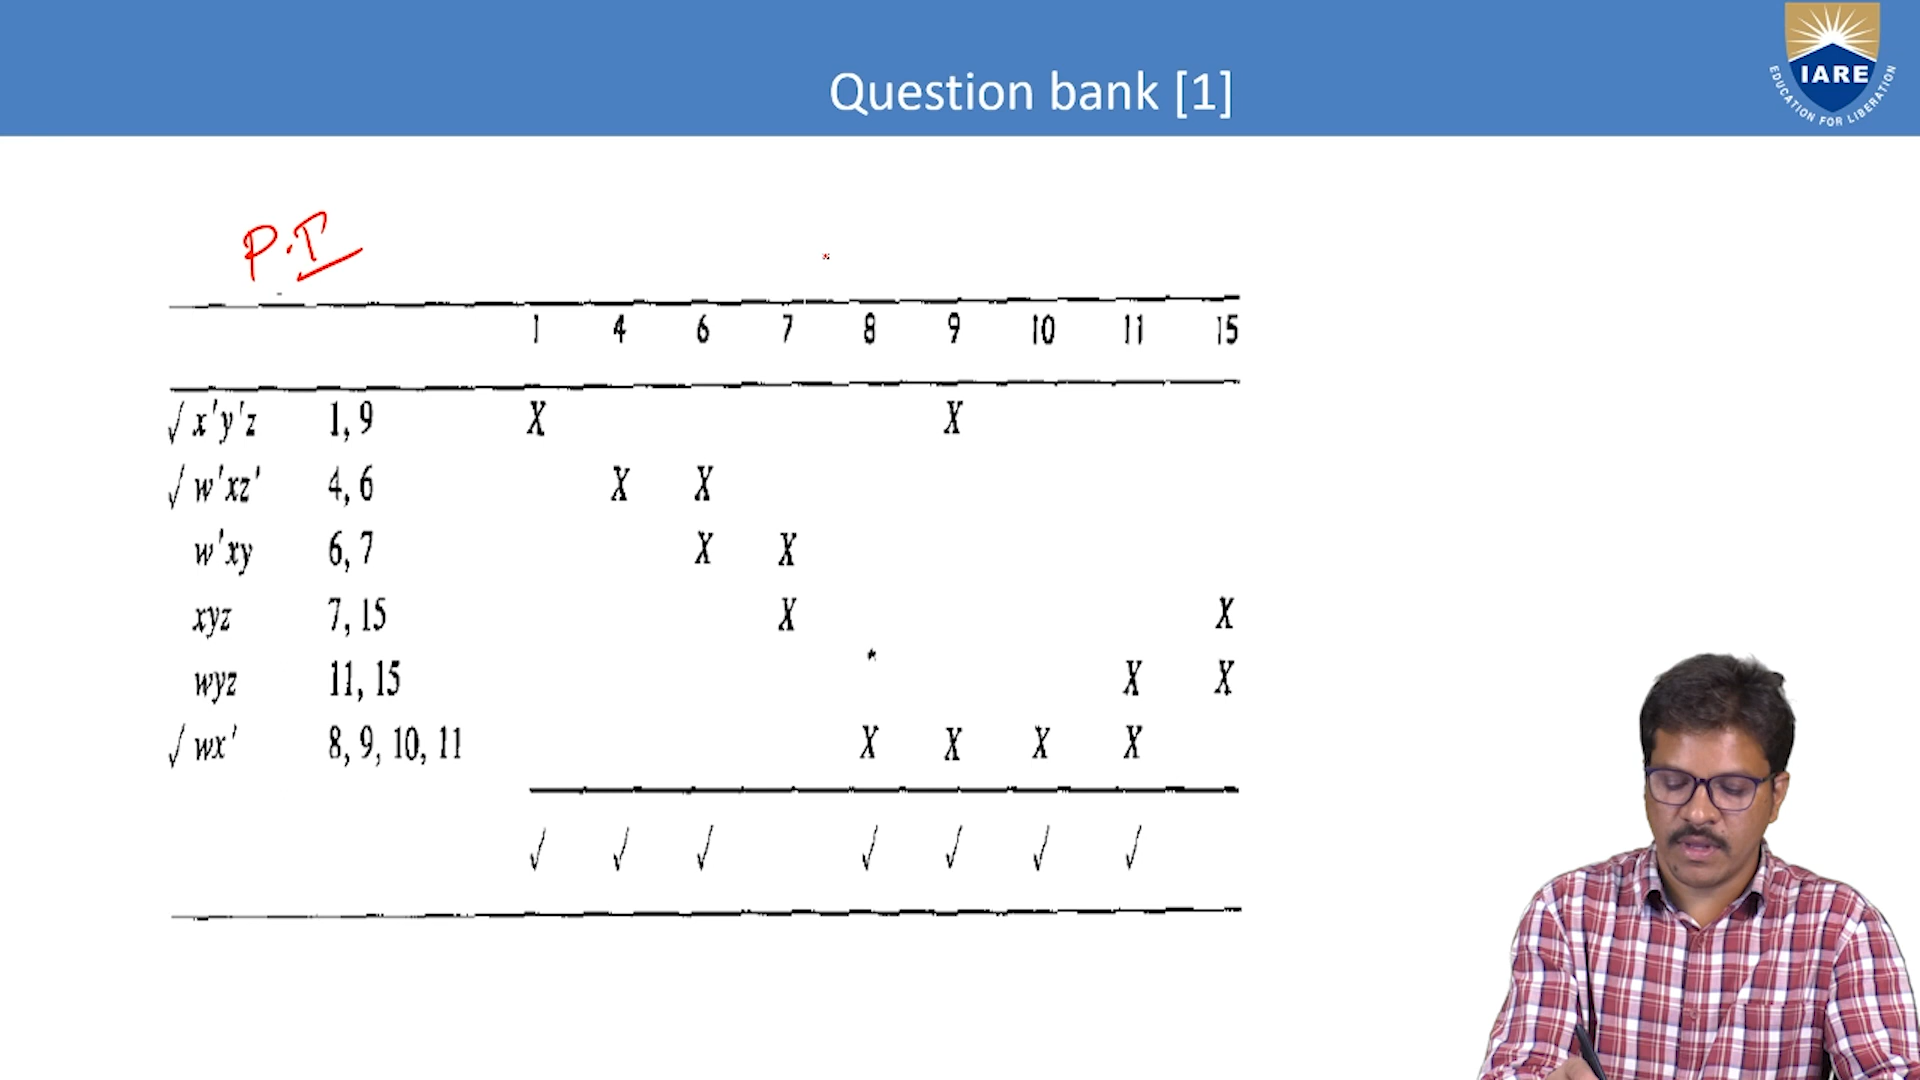 Question bank [1]
IARE
EDUCATION FOR LIBERATION
P.I
1 4 6 7 8 9 10 11 15
√ x'y'z 1, 9 X X
√ w'xz' 4, 6 X X
w'xy 6, 7 X X
xyz 7, 15 X X
wyz 11, 15 X X
√ wx' 8, 9, 10, 11 X X X X
√ √ √ √ √ √ √